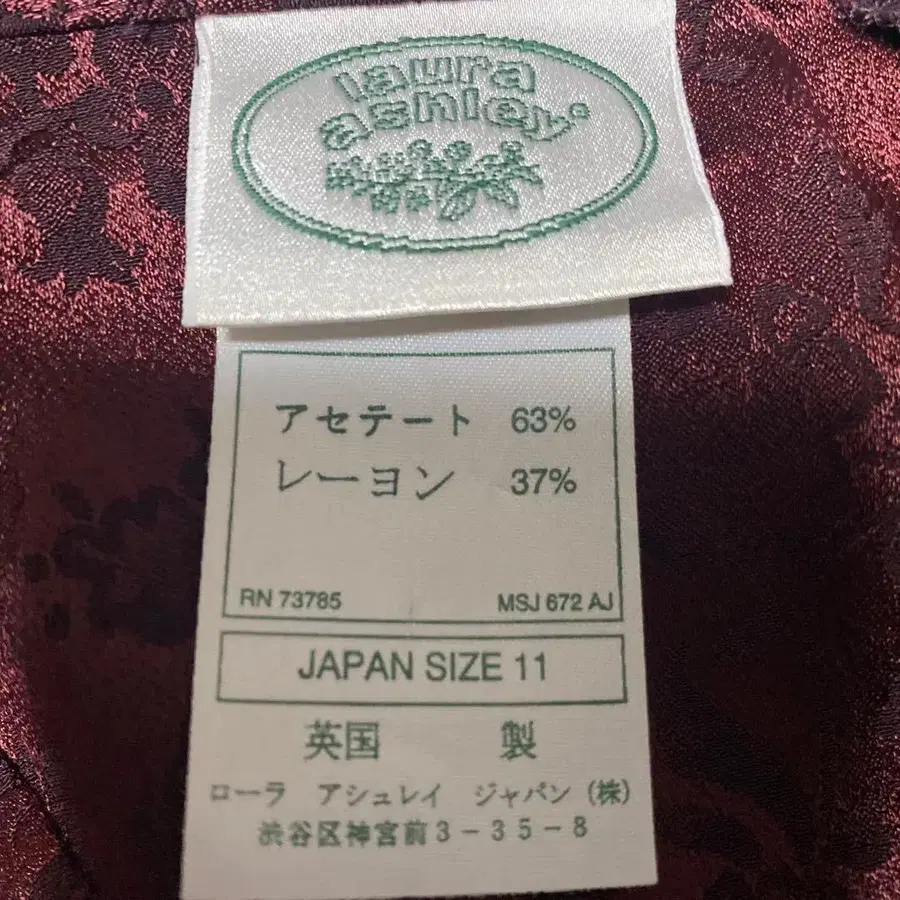 laura
ashley®
アセテート 63%
レーヨン 37%
RN 73785 MSJ 672 AJ
JAPAN SIZE 11
英国 製
ローラ アシュレイ ジャパン (株)
渋谷区神宮前3-35-8